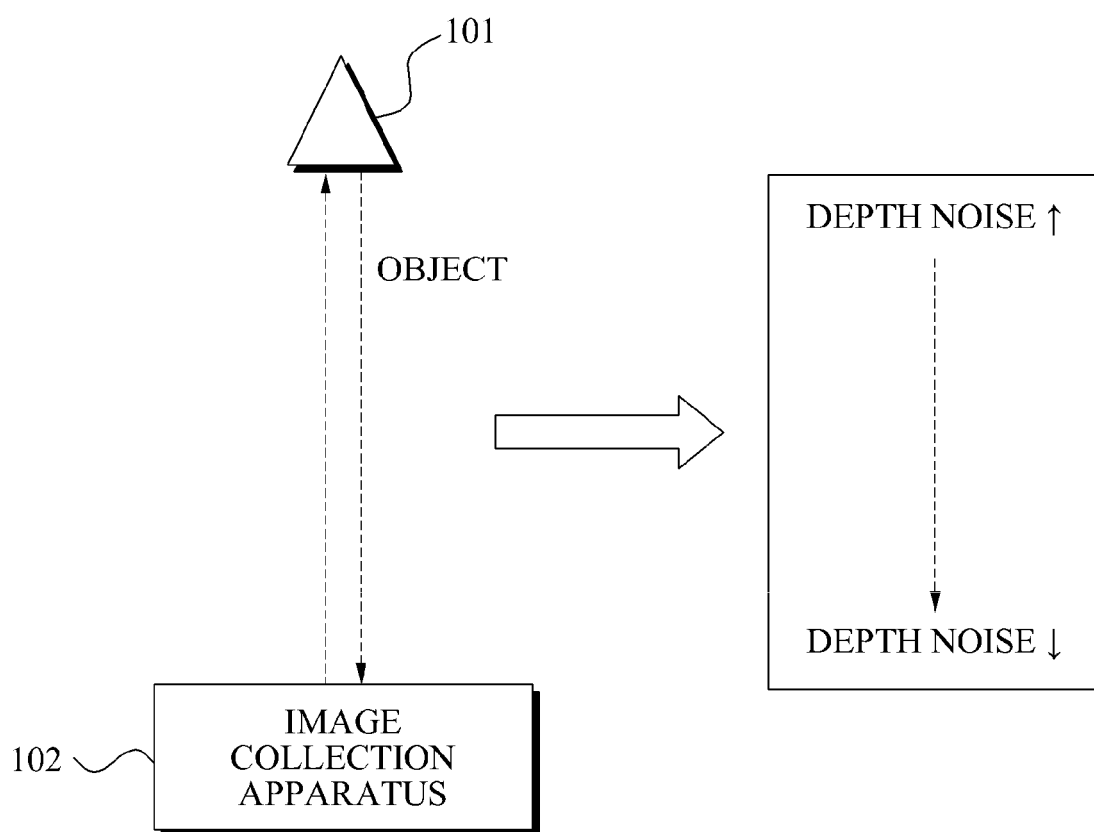 101
DEPTH NOISE ↑
OBJECT
DEPTH NOISE ↓
102
IMAGE
COLLECTION
APPARATUS